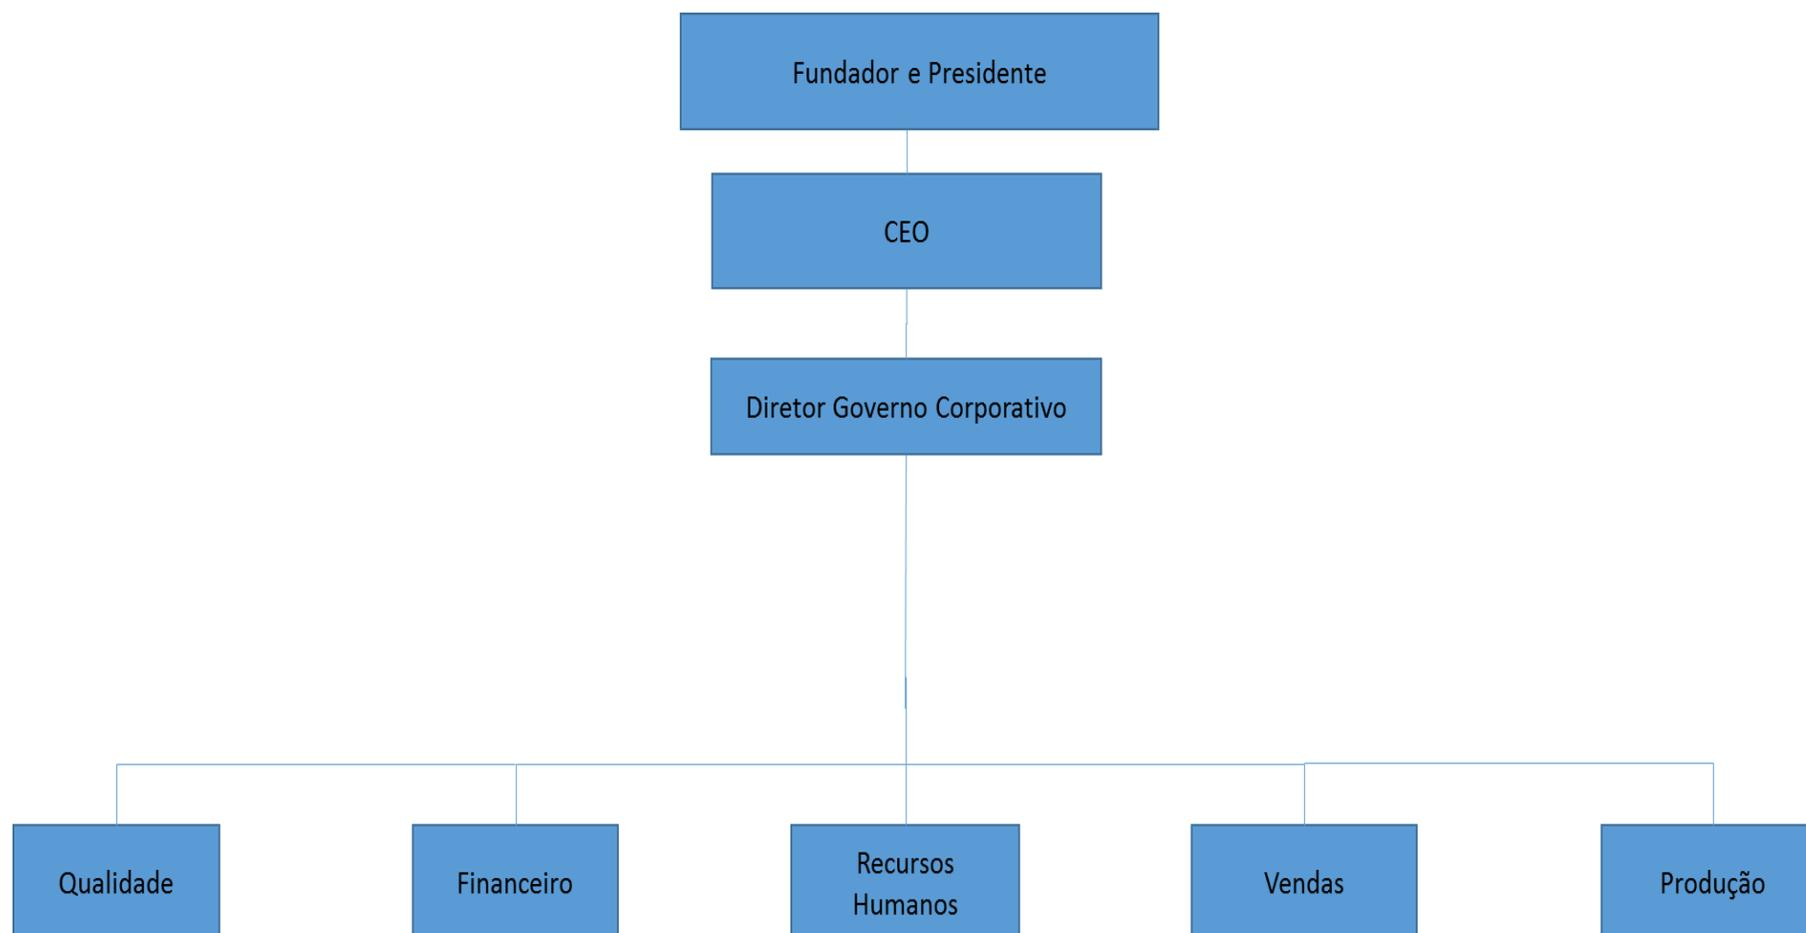 Fundador e Presidente
CEO
Diretor Governo Corporativo
Qualidade
Financeiro
Recursos
Humanos
Vendas
Produção